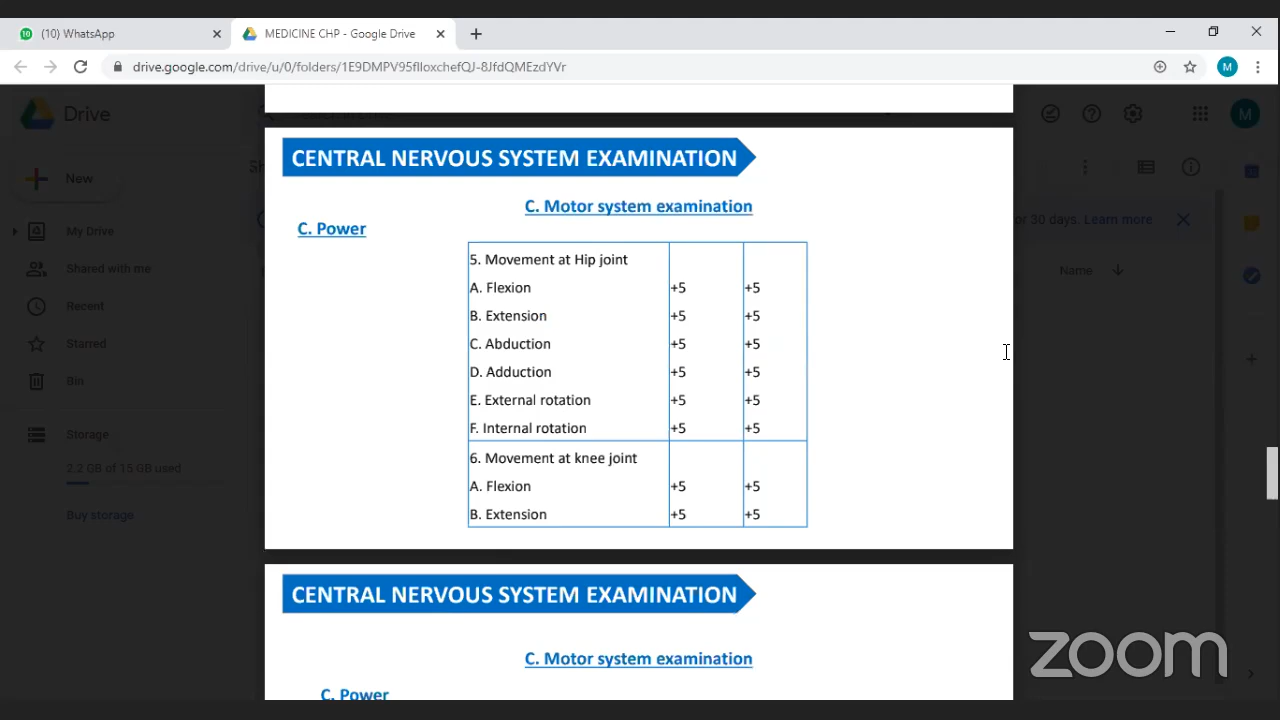 (10) WhatsApp
MEDICINE CHP - Google Drive
drive.google.com/drive/u/0/folders/1E9DMPV95fIloxchefQJ-8JfdQMEzdYVr
M
Drive
M
CENTRAL NERVOUS SYSTEM EXAMINATION
New
C. Motor system examination
C. Power
or 30 days. Learn more
My Drive
Shared with me
Recent
Starred
Bin
Storage
2.2 GB of 15 GB used
Buy storage
Name
5. Movement at Hip joint
A. Flexion +5 +5
B. Extension +5 +5
C. Abduction +5 +5
D. Adduction +5 +5
E. External rotation +5 +5
F. Internal rotation +5 +5
6. Movement at knee joint
A. Flexion +5 +5
B. Extension +5 +5
CENTRAL NERVOUS SYSTEM EXAMINATION
C. Motor system examination
C. Power
zoom